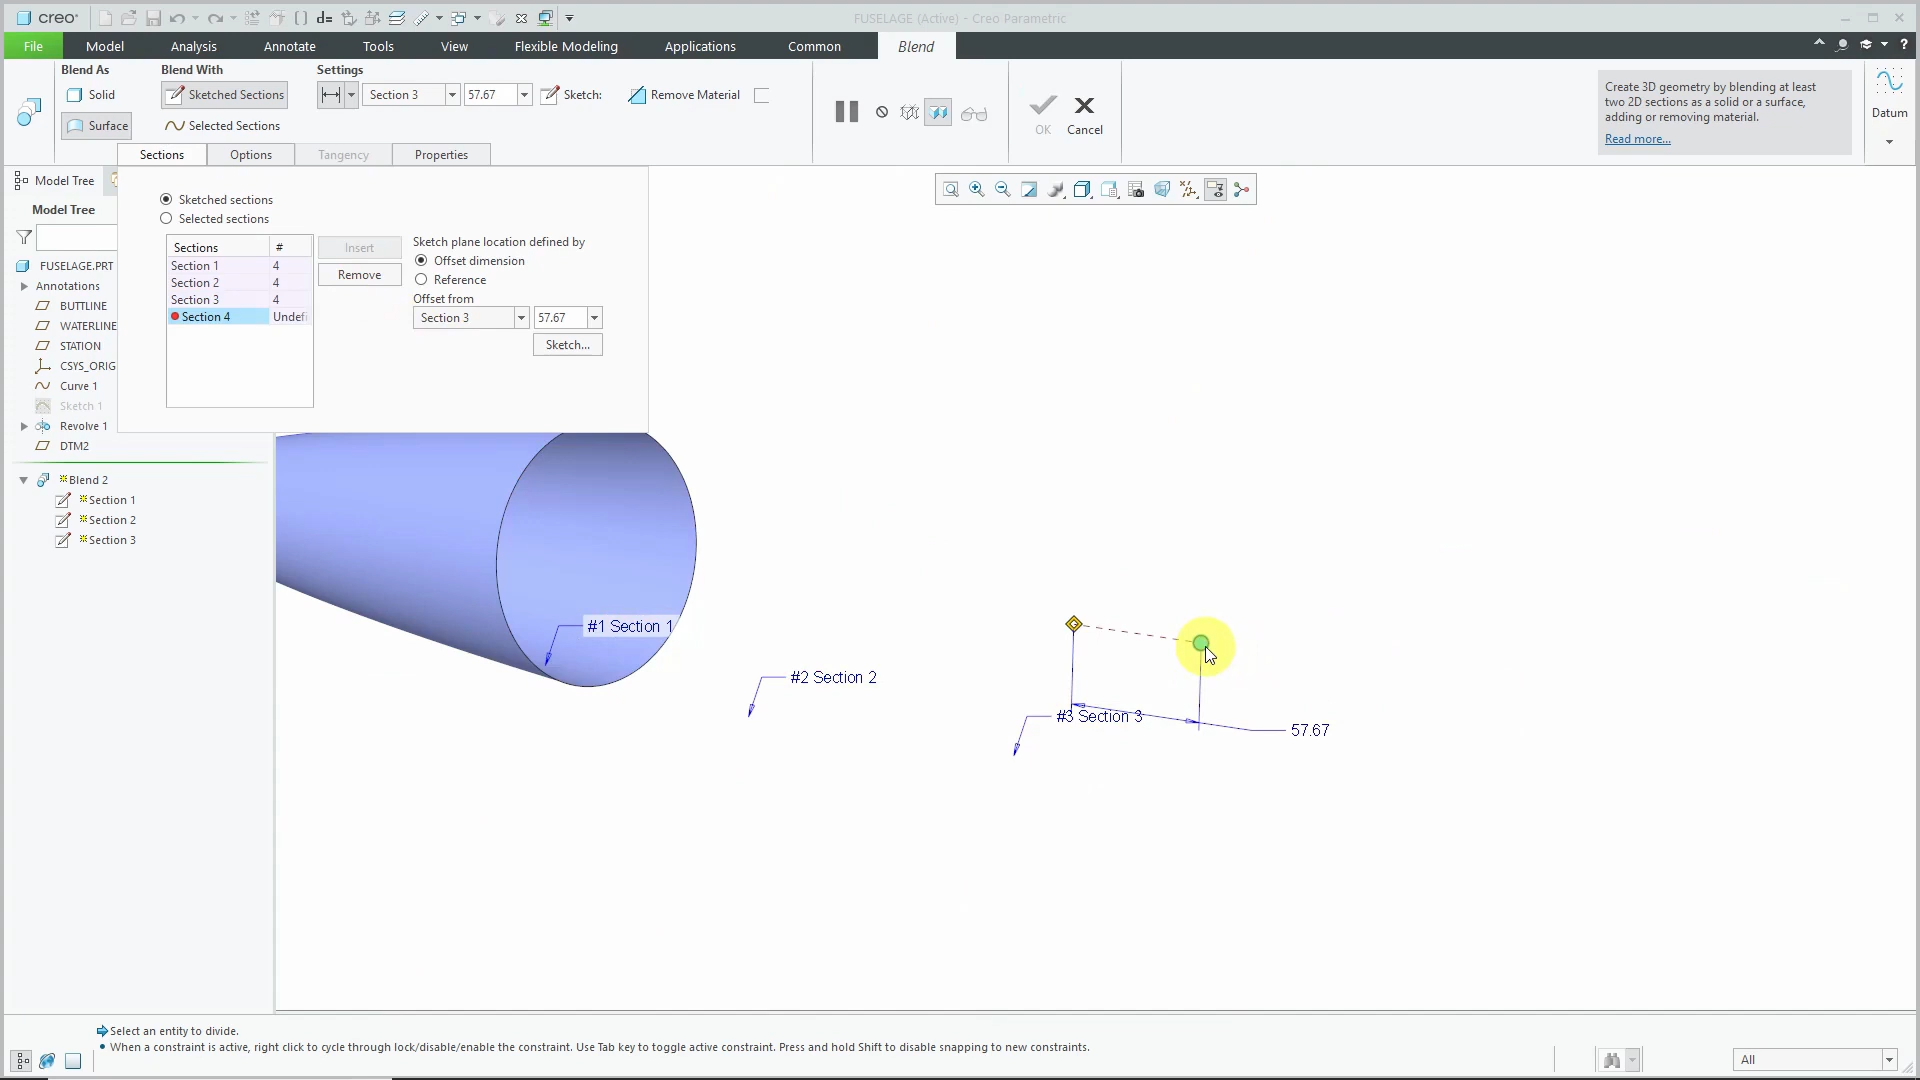 creo
FUSELAGE (Active) - Creo Parametric
File Model Analysis Annotate Tools View Flexible Modeling Applications Common Blend
Blend As
Solid
Surface
Blend With
Sketched Sections
Selected Sections
Settings
Section 3 57.67 Sketch: Remove Material
OK Cancel
Create 3D geometry by blending at least
two 2D sections as a solid or a surface,
adding or removing material.
Read more...
Datum
Sections Options Tangency Properties
Model Tree
Model Tree
Sketched sections
Selected sections
Sections #
Section 1 4
Section 2 4
Section 3 4
Section 4 Undefi
Insert
Remove
Sketch plane location defined by
Offset dimension
Reference
Offset from
Section 3 57.67
Sketch...
FUSELAGE.PRT
Annotations
BUTTLINE
WATERLINE
STATION
CSYS_ORIG
Curve 1
Sketch 1
Revolve 1
DTM2
Blend 2
Section 1
Section 2
Section 3
#1 Section 1
#2 Section 2
#3 Section 3
57.67
Select an entity to divide.
When a constraint is active, right click to cycle through lock/disable/enable the constraint. Use Tab key to toggle active constraint. Press and hold Shift to disable snapping to new constraints.
All